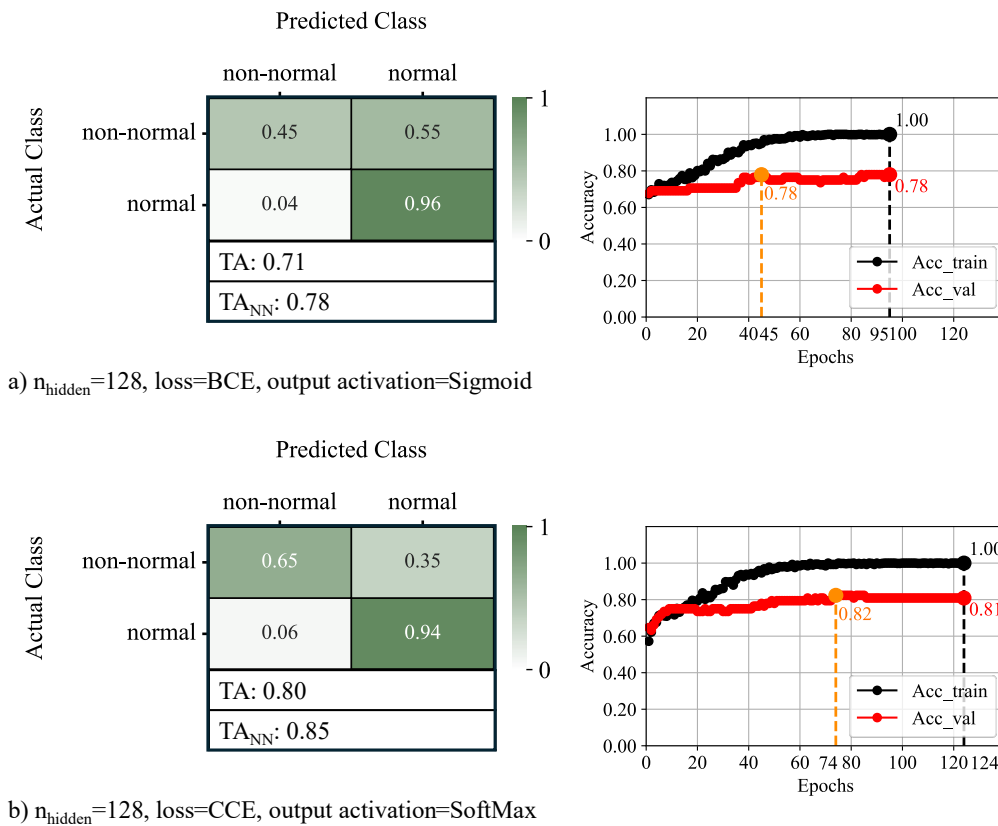 Predicted Class
non-normal normal
Actual Class
non-normal 0.45 0.55
normal 0.04 0.96
1
0
TA: 0.71
TA_NN: 0.78
Accuracy
1.00
0.80
0.60
0.40
0.20
0.00
1.00
0.78
0.78
Acc_train
Acc_val
0 20 40 45 60 80 95 100 120
Epochs
a) n_hidden=128, loss=BCE, output activation=Sigmoid
Predicted Class
non-normal normal
Actual Class
non-normal 0.65 0.35
normal 0.06 0.94
1
0
TA: 0.80
TA_NN: 0.85
Accuracy
1.00
0.80
0.60
0.40
0.20
0.00
1.00
0.82
0.81
Acc_train
Acc_val
0 20 40 60 74 80 100 120 124
Epochs
b) n_hidden=128, loss=CCE, output activation=SoftMax